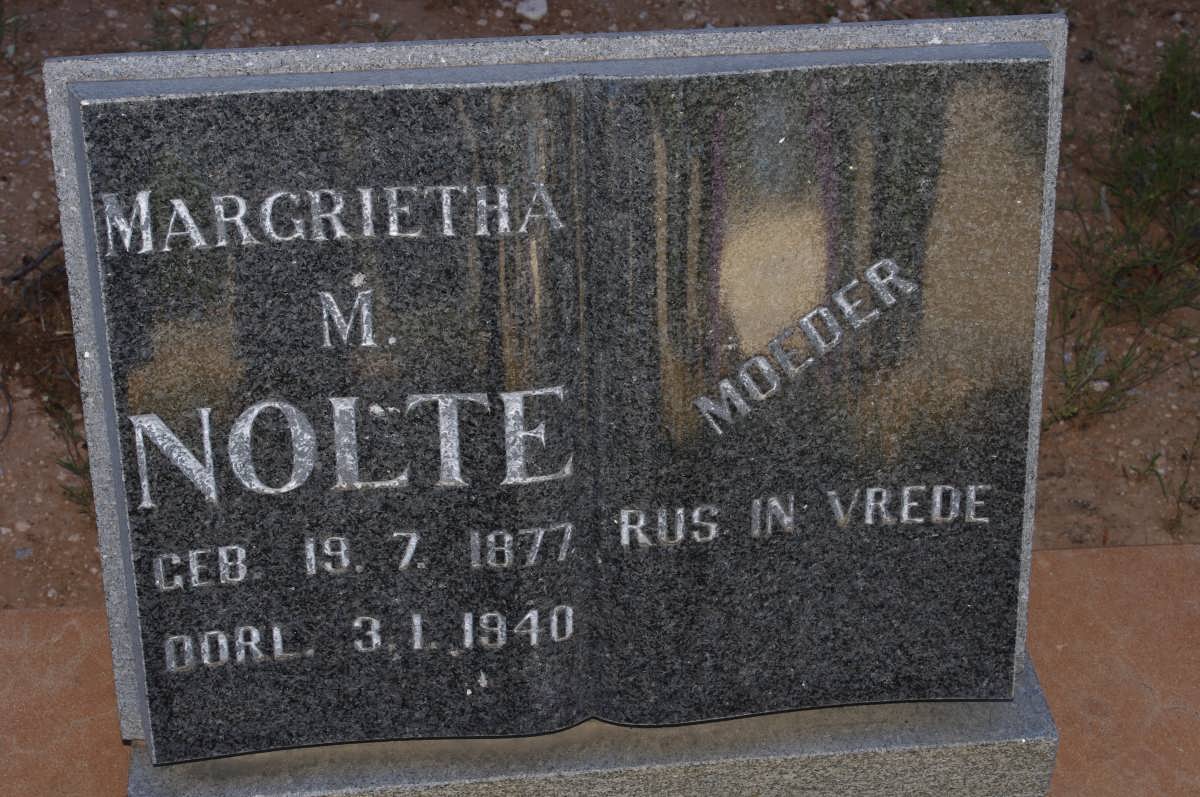 MARGRIETHA
M.
NOLTE
GEB. 19. 7. 1877
OORL. 3. 1. 1940
MOEDER
RUS IN VREDE